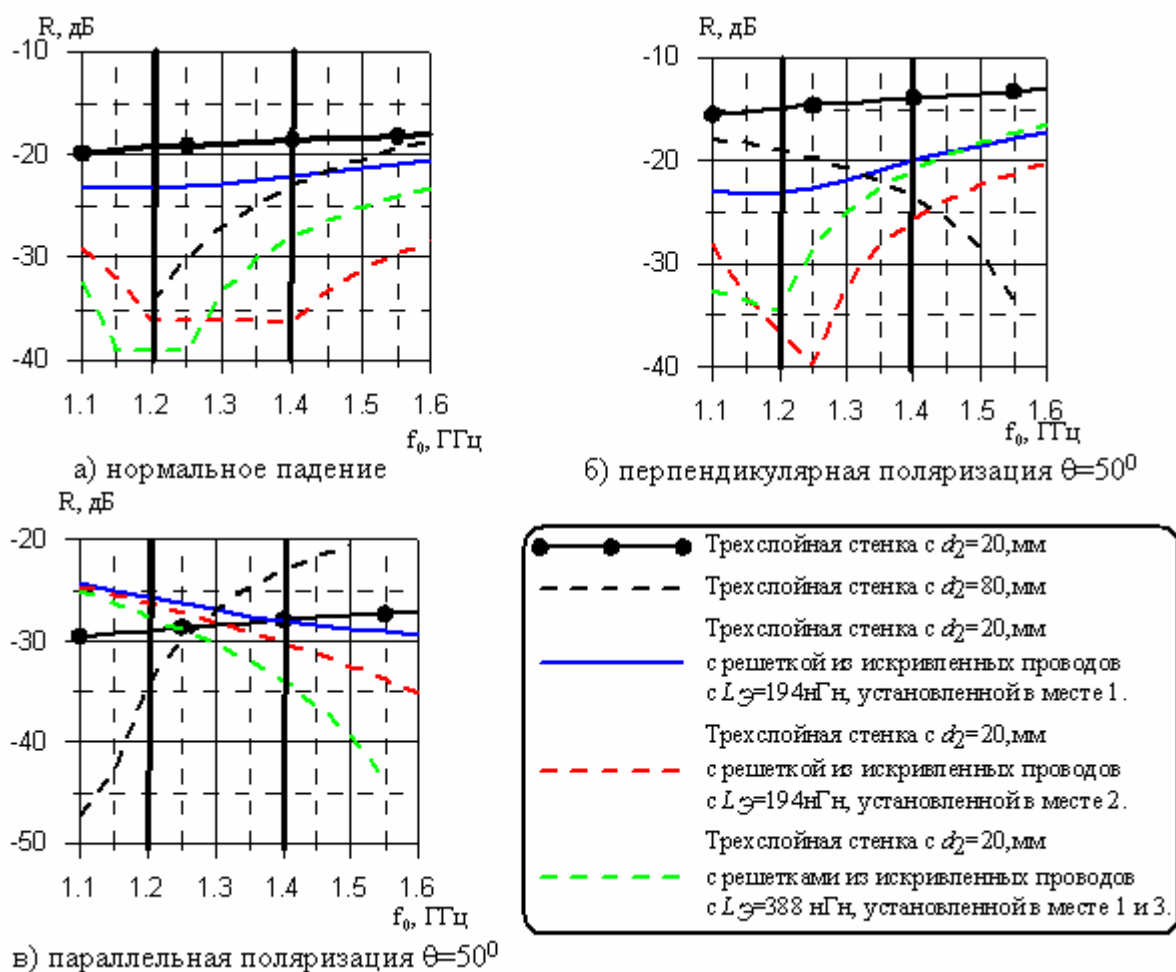 R, дБ
-10
-20
-30
-40
1.1 1.2 1.3 1.4 1.5 1.6
f0, ГГц
а) нормальное падение
R, дБ
-10
-20
-30
-40
1.1 1.2 1.3 1.4 1.5 1.6
f0, ГГц
б) перпендикулярная поляризация θ=50⁰
R, дБ
-20
-30
-40
-50
1.1 1.2 1.3 1.4 1.5 1.6
f0, ГГц
в) параллельная поляризация θ=50⁰
Трехслойная стенка с d2=20,мм
Трехслойная стенка с d2=80,мм
Трехслойная стенка с d2=20,мм
с решеткой из искривленных проводов
с LЭ=194нГн, установленной в месте 1.
Трехслойная стенка с d2=20,мм
с решеткой из искривленных проводов
с LЭ=194нГн, установленной в месте 2.
Трехслойная стенка с d2=20,мм
с решетками из искривленных проводов
с LЭ=388 нГн, установленной в месте 1 и 3.